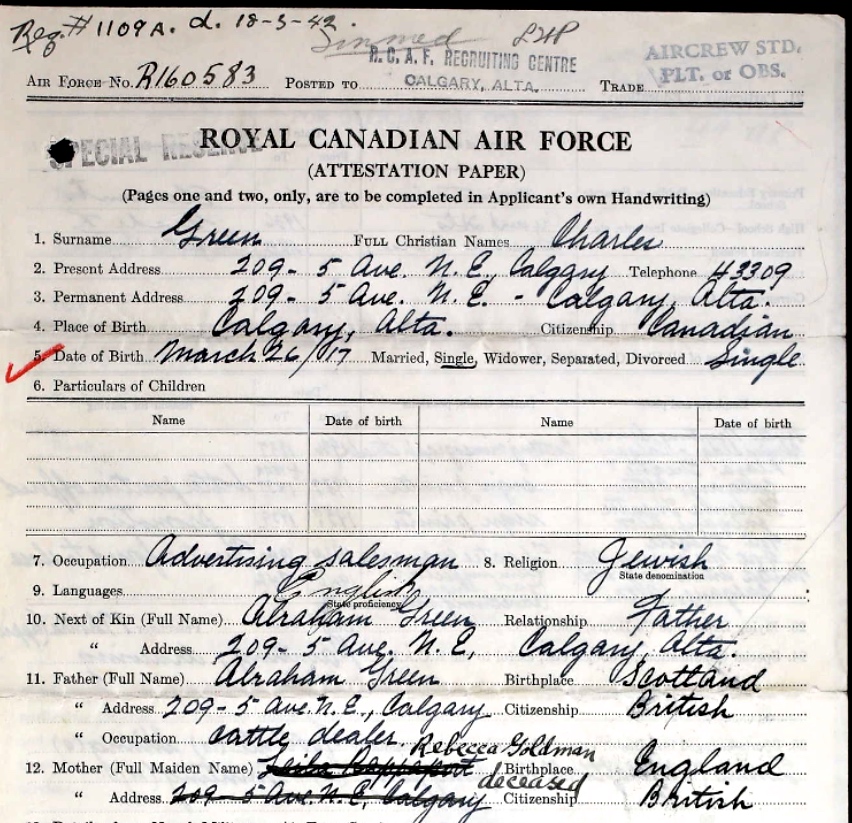 Reg. # 1109A. d. 18-3-42
R.C.A.F. RECRUITING CENTRE
AIRCREW STD.
AIR FORCE No. R160583 POSTED TO CALGARY, ALTA. TRADE PLT. or OBS.
SPECIAL RESERVE
ROYAL CANADIAN AIR FORCE
(ATTESTATION PAPER)
(Pages one and two, only, are to be completed in Applicant's own Handwriting)
1. Surname Green FULL Christian Names Charles
2. Present Address 209- 5 Ave. N.E., Calgary Telephone 43309
3. Permanent Address 209- 5 Ave. N.E. - Calgary, Alta.
4. Place of Birth Calgary, Alta. Citizenship Canadian
5. Date of Birth March 26/17 Married, Single, Widower, Separated, Divorced Single
6. Particulars of Children
Name Date of birth Name Date of birth
7. Occupation Advertising salesman 8. Religion Jewish
State denomination
9. Languages English
State proficiency
10. Next of Kin (Full Name) Abraham Green Relationship Father
" Address 209- 5 Ave. N.E, Calgary, Alta.
11. Father (Full Name) Abraham Green Birthplace Scotland
" Address 209-5 Ave. N.E., Calgary Citizenship British
" Occupation cattle dealer.
Rebecca Goldman
12. Mother (Full Maiden Name) Birthplace England
deceased
" Address 209-5 Ave. N.E, Calgary Citizenship British